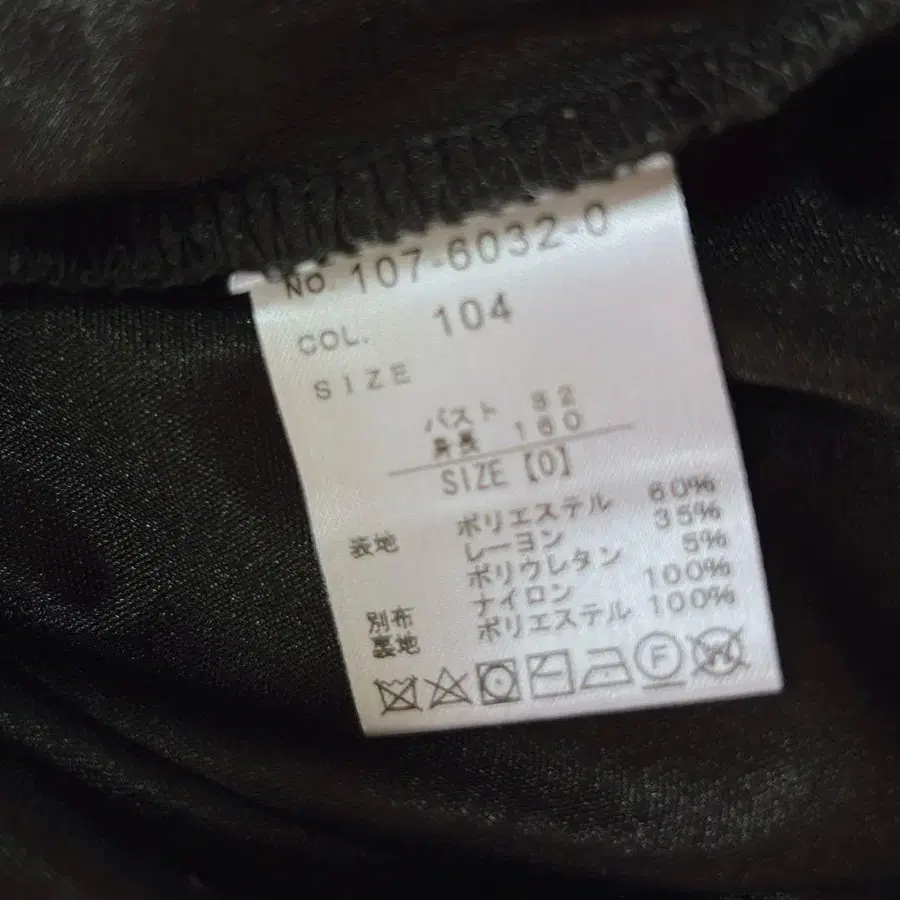 NO. 107-6032-0
COL. 104
SIZE
バスト 82
身長 160
SIZE【0】
表地 ポリエステル 60%
レーヨン 35%
ポリウレタン 5%
別布 ナイロン 100%
裏地 ポリエステル 100%
F W